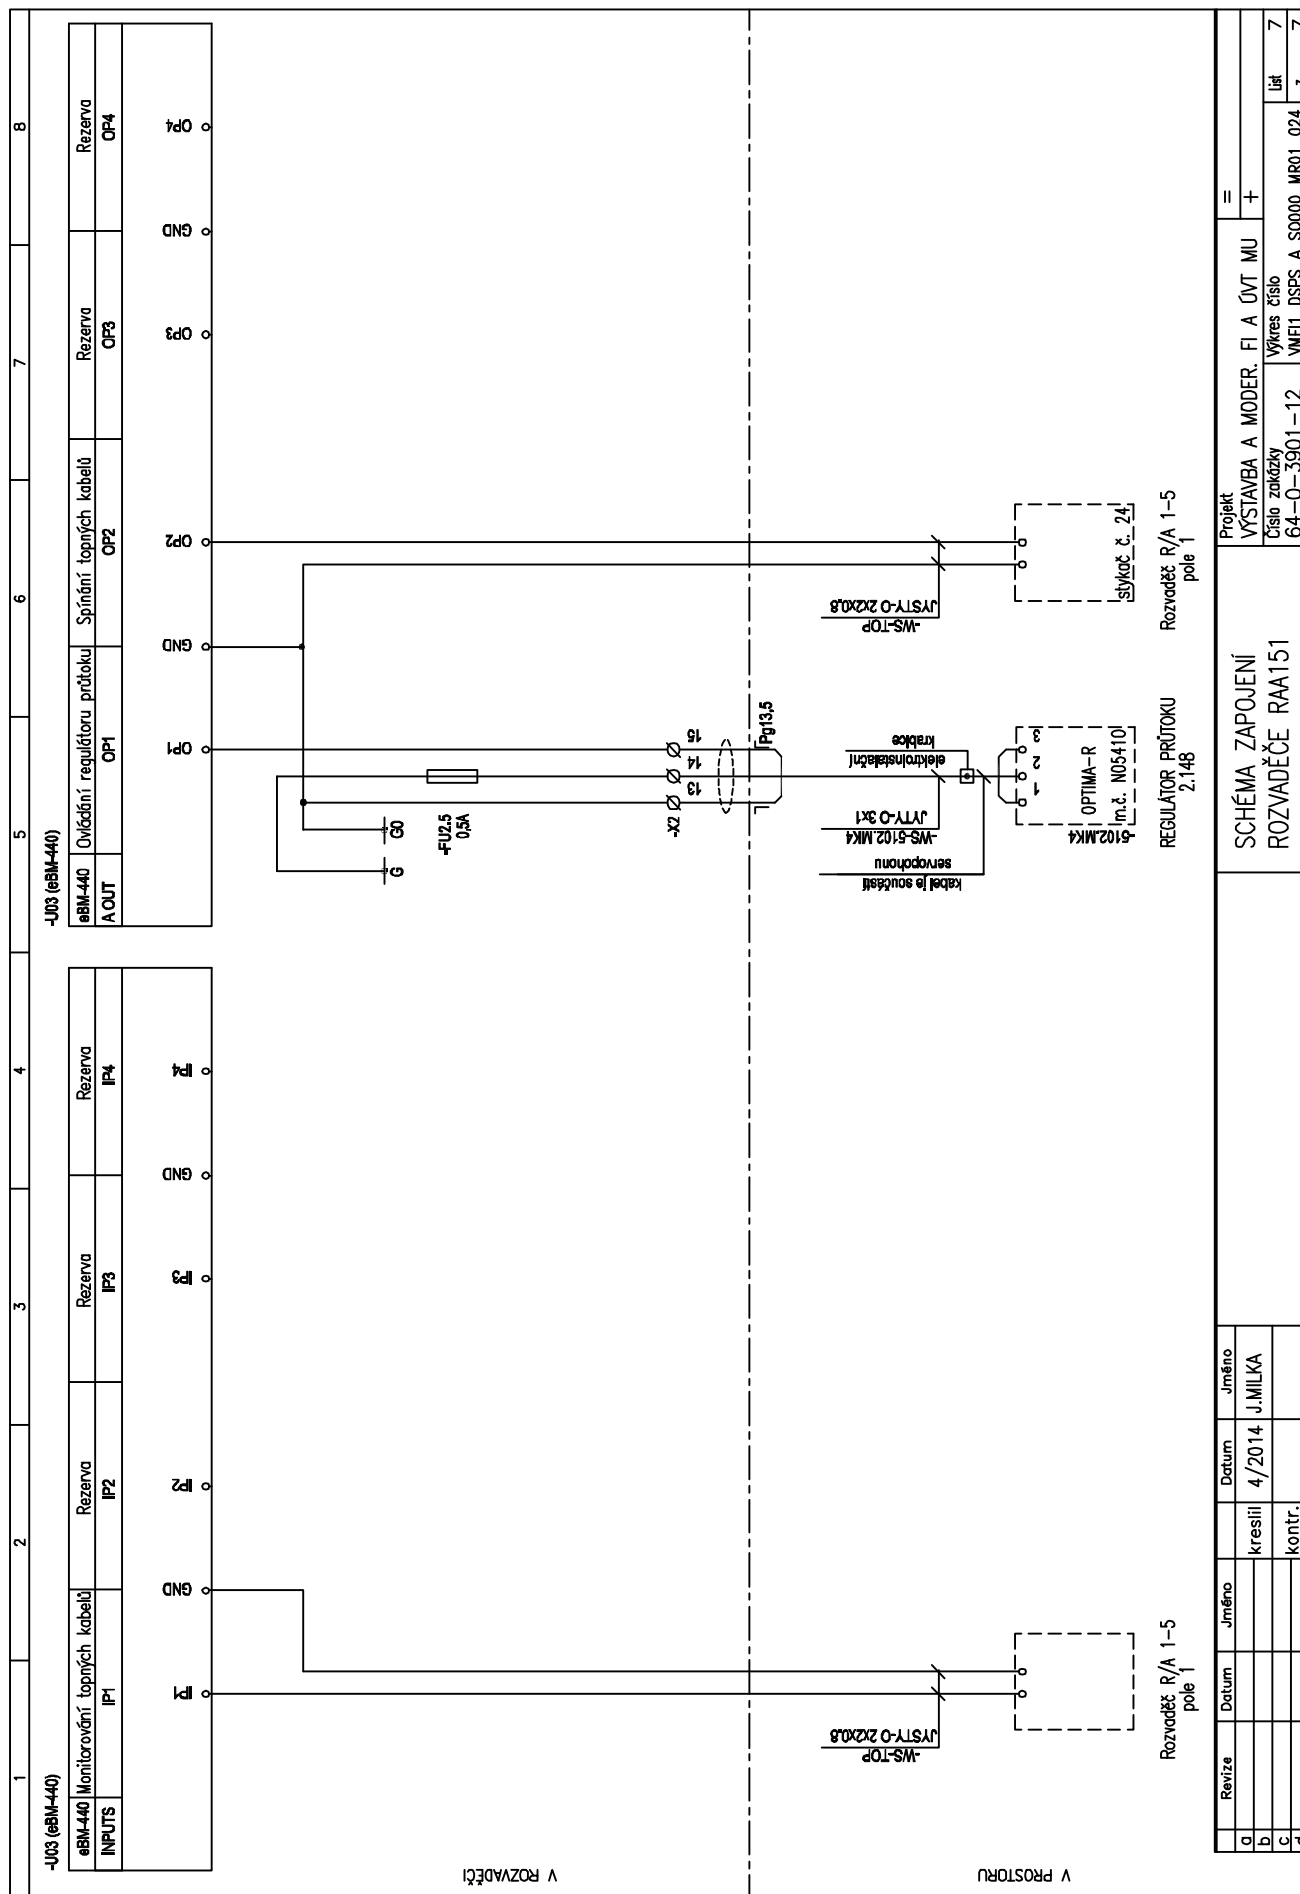 1
2
3
4
5
6
7
8
-U03 (eBM-440)
eBM-440
Monitorování topných kabelů
Rezerva
Rezerva
Rezerva
INPUTS
IP1
IP2
IP3
IP4
IP1
GND
IP2
IP3
GND
IP4
-U03 (eBM-440)
eBM-440
Ovládání regulátoru průtoku
Spínání topných kabelů
Rezerva
Rezerva
A OUT
OP1
OP2
OP3
OP4
OP1
GND
OP2
OP3
GND
OP4
G
G0
-FU2.5
0,5A
-X2
13
14
15
Pg13,5
V ROZVADĚČI
V PROSTORU
-WS-TOP
JYSTY-O 2x2x0,8
Rozvaděč R/A 1-5
pole 1
kabel je součástí
servopohonu
-WS-5102.MK4
JYTY-O 3x1
elektroinstalační
krabice
-5102.MK4
1
2
3
OPTIMA-R
m.č. N05410
REGULÁTOR PRŮTOKU
2.148
-WS-TOP
JYSTY-O 2x2x0,8
stykač č. 24
Rozvaděč R/A 1-5
pole 1
Revize
Datum
Jméno
Datum
Jméno
a
b
c
kreslil
4/2014
J.MILKA
kontr.
SCHÉMA ZAPOJENÍ
ROZVADĚČE RAA151
Projekt
VÝSTAVBA A MODER. FI A ÚVT MU
=
+
Číslo zakázky
64-0-3901-12
Výkres číslo
VMFI1 DSPS A SO000 MR01 024
List
7
7